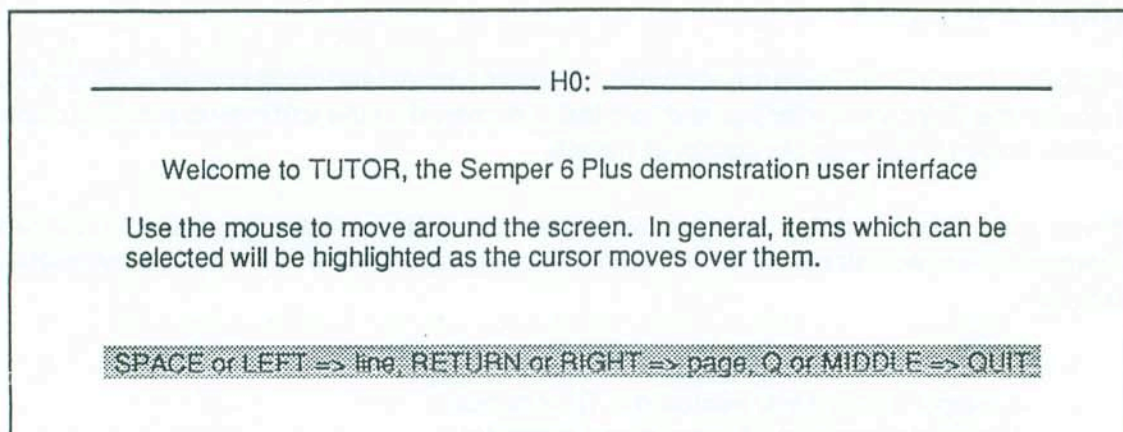 H0:
Welcome to TUTOR, the Semper 6 Plus demonstration user interface
Use the mouse to move around the screen.  In general, items which can be
selected will be highlighted as the cursor moves over them.
SPACE or LEFT => line, RETURN or RIGHT => page, Q or MIDDLE => QUIT